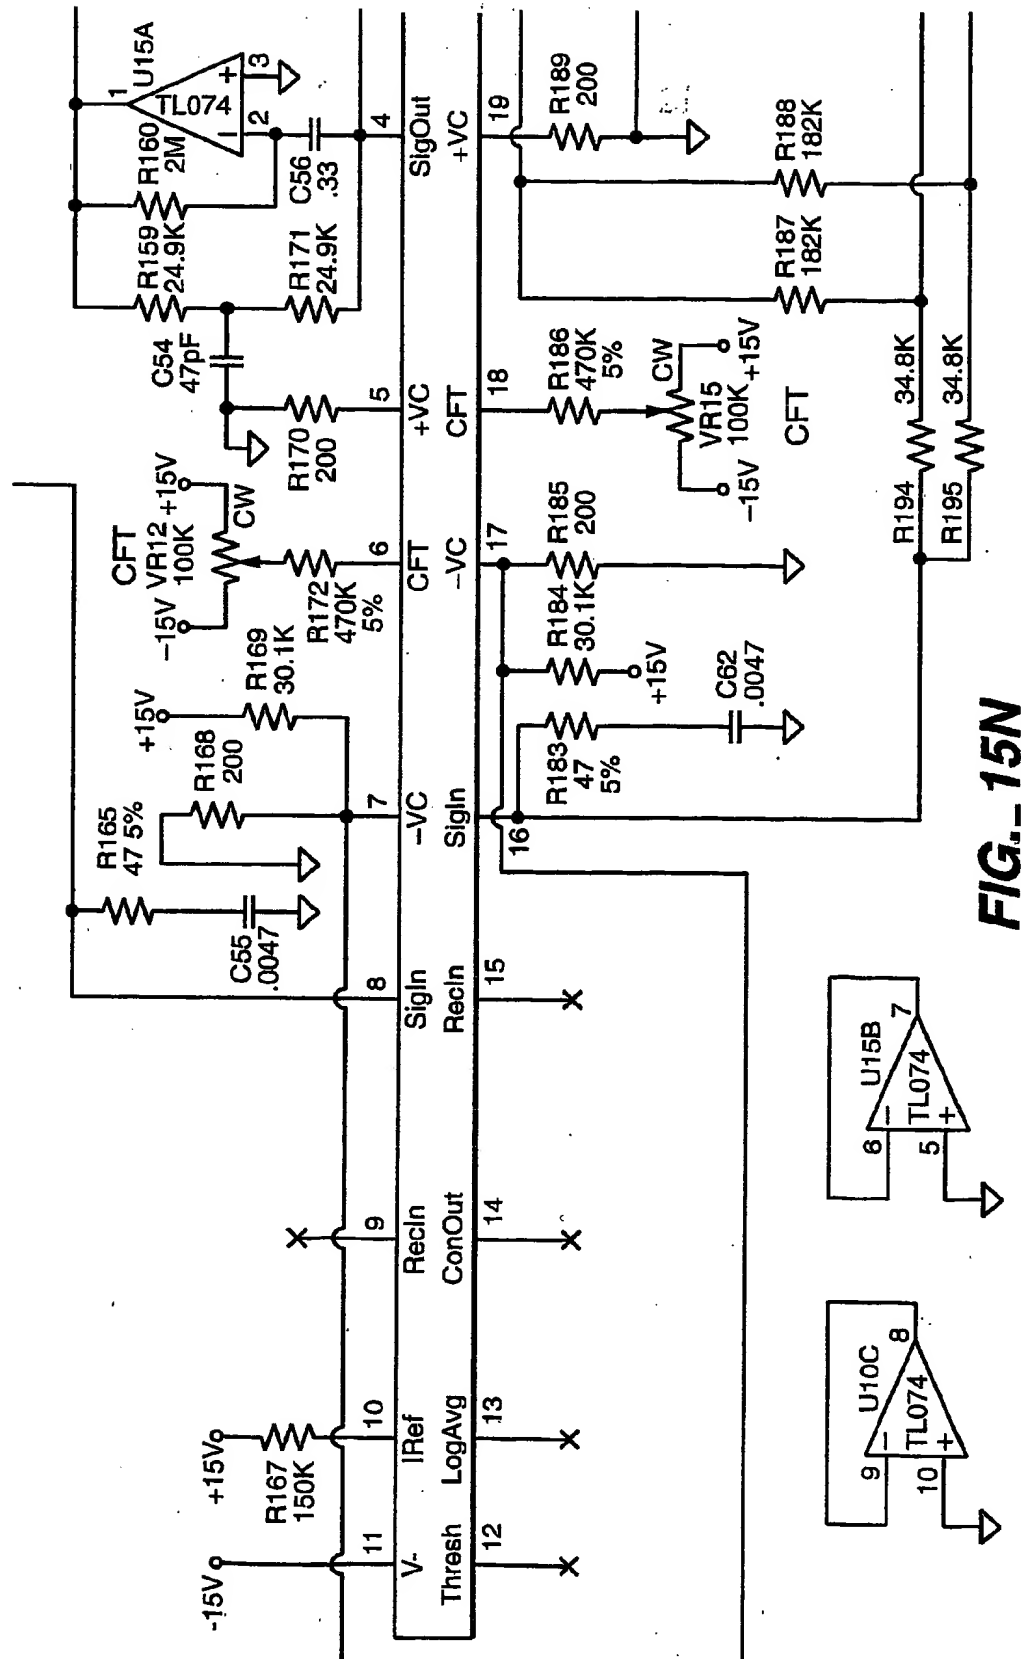 U15A
1
TL074
+
3
−
2
R160
2M
C56
.33
4
SigOut
R159
24.9K
R171
24.9K
C54
47pF
5
+VC
R170
200
CFT
VR12
100K
+15V
−15V
CW
6
CFT
R172
470K
5%
R169
30.1K
+15V
R168
200
7
−VC
R165
47 5%
C55
.0047
8
SigIn
9
RecIn
+15V
R167
150K
10
IRef
-15V
11
V-
19
+VC
R189
200
R188
182K
R187
182K
18
CFT
R186
470K
5%
CW
VR15
100K
+15V
−15V
CFT
17
−VC
R185
200
R184
30.1K
+15V
16
SigIn
R183
47
5%
C62
.0047
R194
34.8K
R195
34.8K
15
RecIn
14
ConOut
13
LogAvg
12
Thresh
U15B
TL074
6
−
5
+
7
U10C
TL074
9
−
10
+
8
FIG._15N